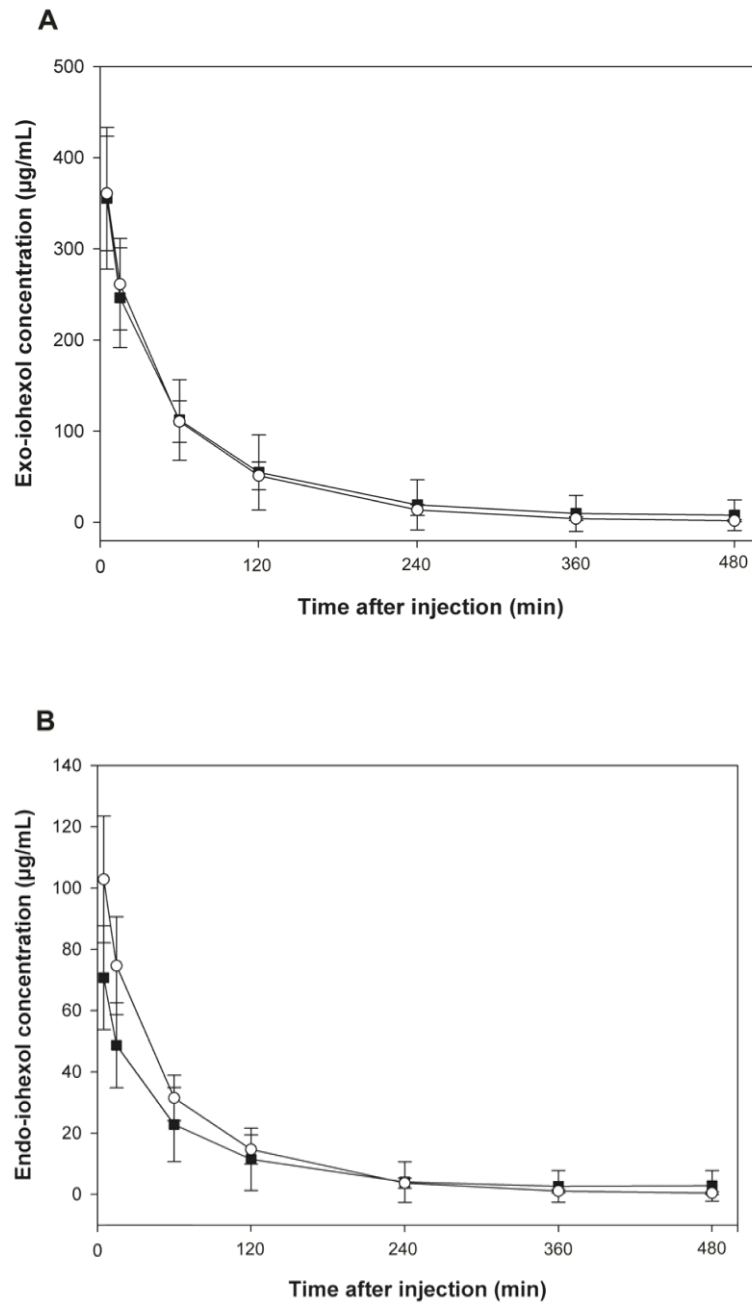 A
500
400
300
200
100
0
Exo-iohexol concentration (µg/mL)
0 120 240 360 480
Time after injection (min)
B
140
120
100
80
60
40
20
0
Endo-iohexol concentration (µg/mL)
0 120 240 360 480
Time after injection (min)